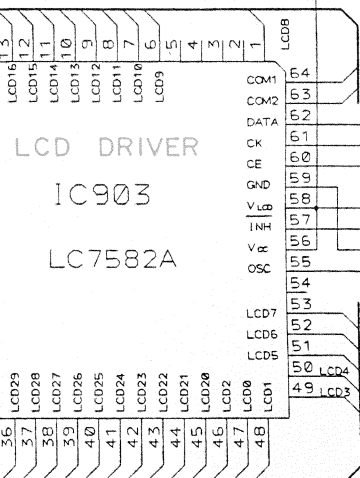 13 12 11 10 9 8 7 6 5 4 3 2 1 LCD8
LCD16 LCD15 LCD14 LCD13 LCD12 LCD11 LCD10 LCD9
COM1 64
COM2 63
DATA 62
LCD DRIVER
CK 61
CE 60
IC903
GND 59
VLCD 58
INH 57
LC7582A
VCC 56
OSC 55
54
LCD7 53
LCD6 52
LCD5 51
50 LCD4
49 LCD3
LCD29 LCD28 LCD27 LCD26 LCD25 LCD24 LCD23 LCD22 LCD21 LCD20 LCD2 LCD0 LCD1
36 37 38 39 40 41 42 43 44 45 46 47 48